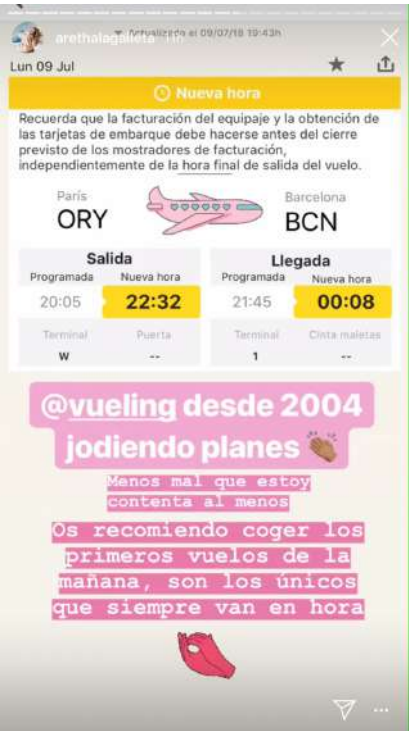 Actualizado el 09/07/18 19:43h
arethalagalleta 11h
Lun 09 Jul
Nueva hora
Recuerda que la facturación del equipaje y la obtención de
las tarjetas de embarque debe hacerse antes del cierre
previsto de los mostradores de facturación,
independientemente de la hora final de salida del vuelo.
París
Barcelona
ORY
BCN
Salida
Llegada
Programada Nueva hora
Programada Nueva hora
20:05 22:32
21:45 00:08
Terminal Puerta
Terminal Cinta maletas
W --
1 --
@vueling desde 2004
jodiendo planes
Menos mal que estoy
contenta al menos
Os recomiendo coger los
primeros vuelos de la
mañana, son los únicos
que siempre van en hora